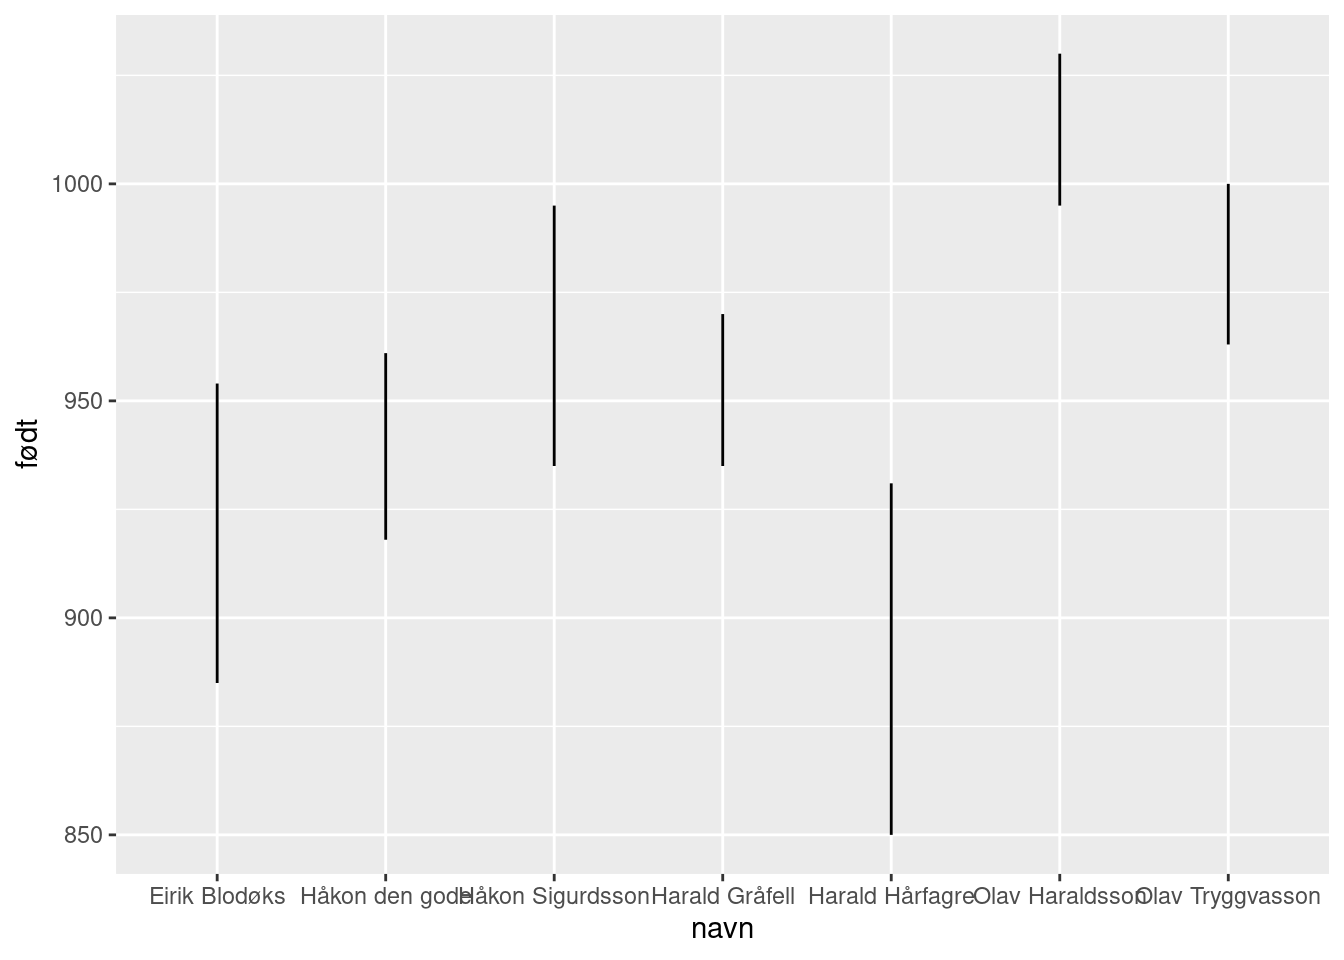 født
1000
950
900
850
Eirik Blodøks Håkon den gode Håkon Sigurdsson Harald Gråfell Harald Hårfagre Olav Haraldsson Olav Tryggvasson
navn